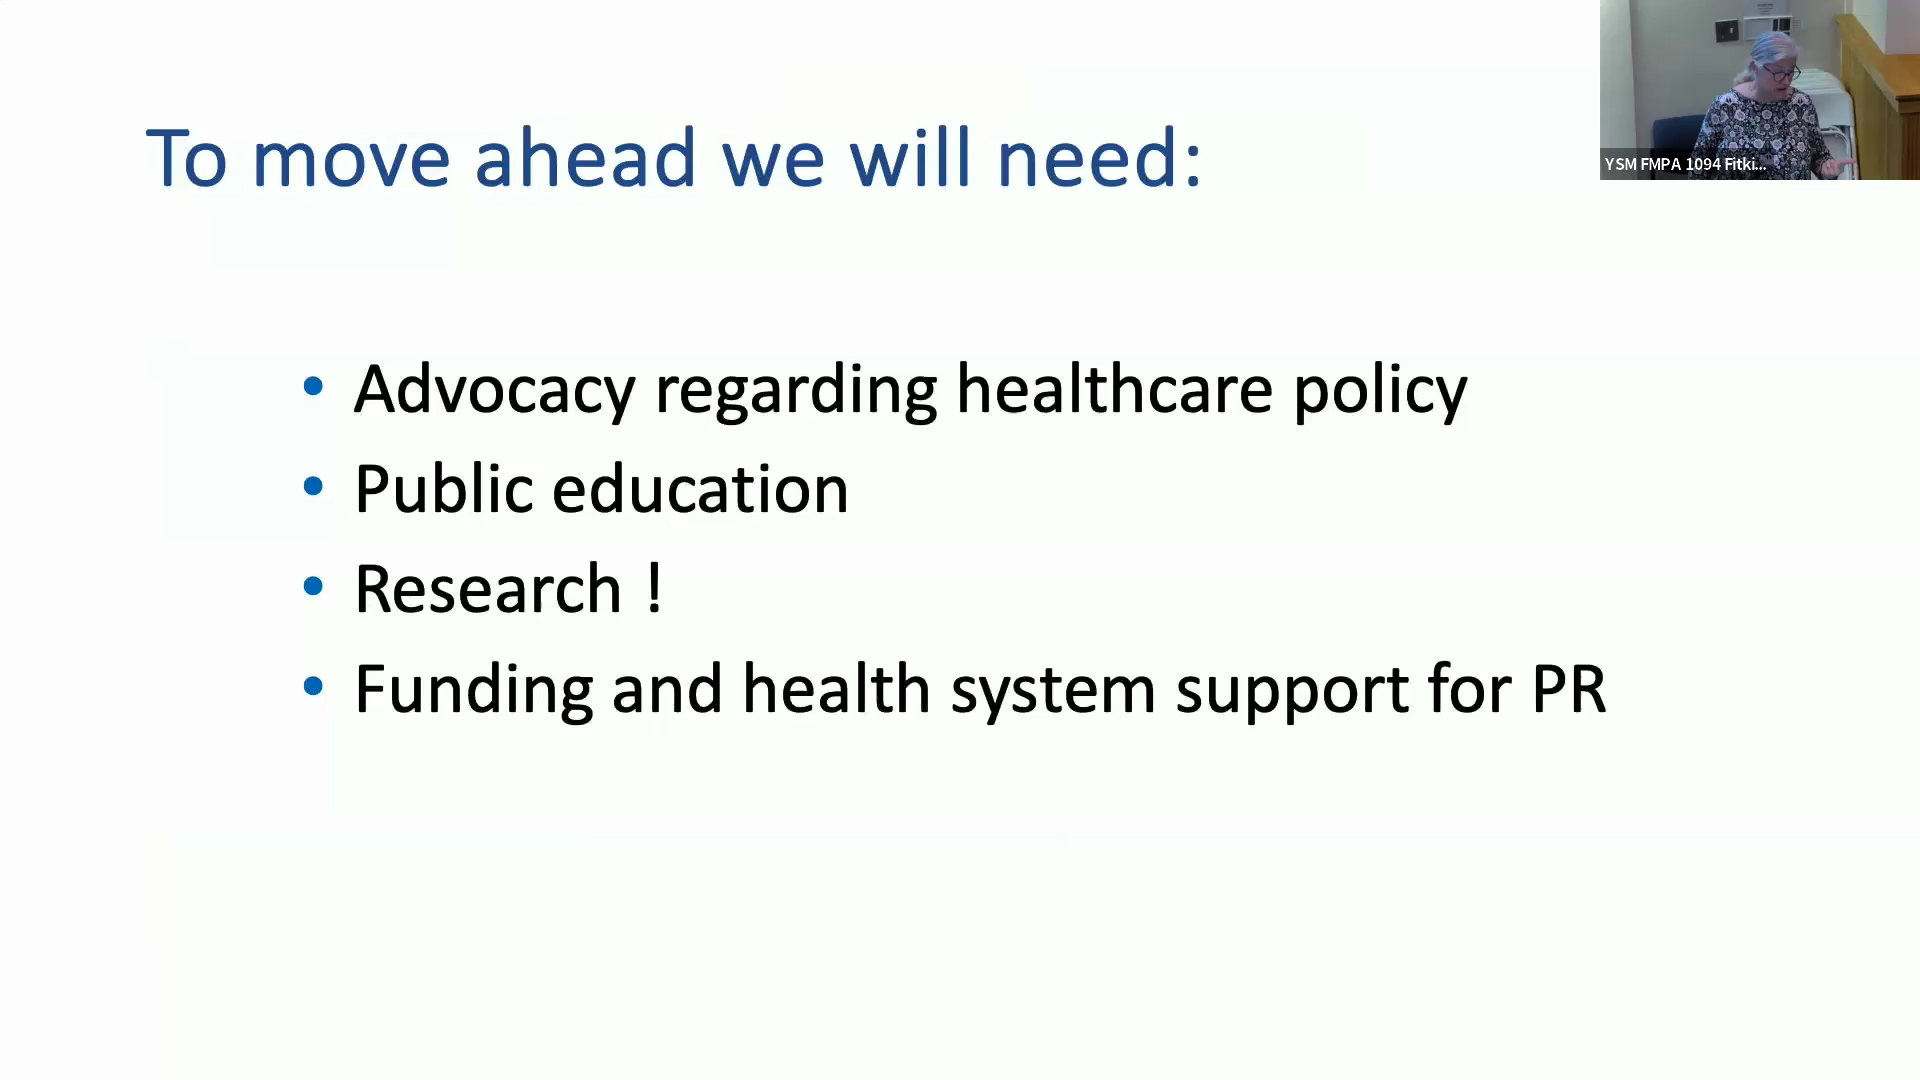 To move ahead we will need:
• Advocacy regarding healthcare policy
• Public education
• Research !
• Funding and health system support for PR
YSM FMPA 1094 Fitki...